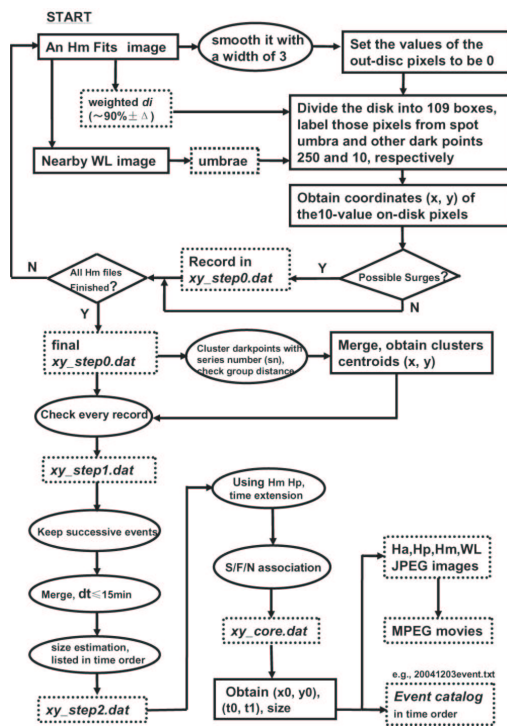 START
An Hm Fits image
smooth it with
a width of 3
Set the values of the
out-disc pixels to be 0
weighted di
(~90%± Δ)
Divide the disk into 109 boxes,
label those pixels from spot
umbra and other dark points
250 and 10, respectively
Nearby WL image
umbrae
Obtain coordinates (x, y) of
the10-value on-disk pixels
N
All Hm files
Finished?
Record in
xy_step0.dat
Y
Possible Surges?
Y
N
final
xy_step0.dat
Cluster darkpoints with
series number (sn),
check group distance
Merge, obtain clusters
centroids (x, y)
Check every record
xy_step1.dat
Using Hm Hp,
time extension
Keep successive events
S/F/N association
Ha,Hp,Hm,WL
JPEG images
Merge, dt≤15min
xy_core.dat
MPEG movies
size estimation,
listed in time order
e.g., 20041203event.txt
xy_step2.dat
Obtain (x0, y0),
(t0, t1), size
Event catalog
in time order